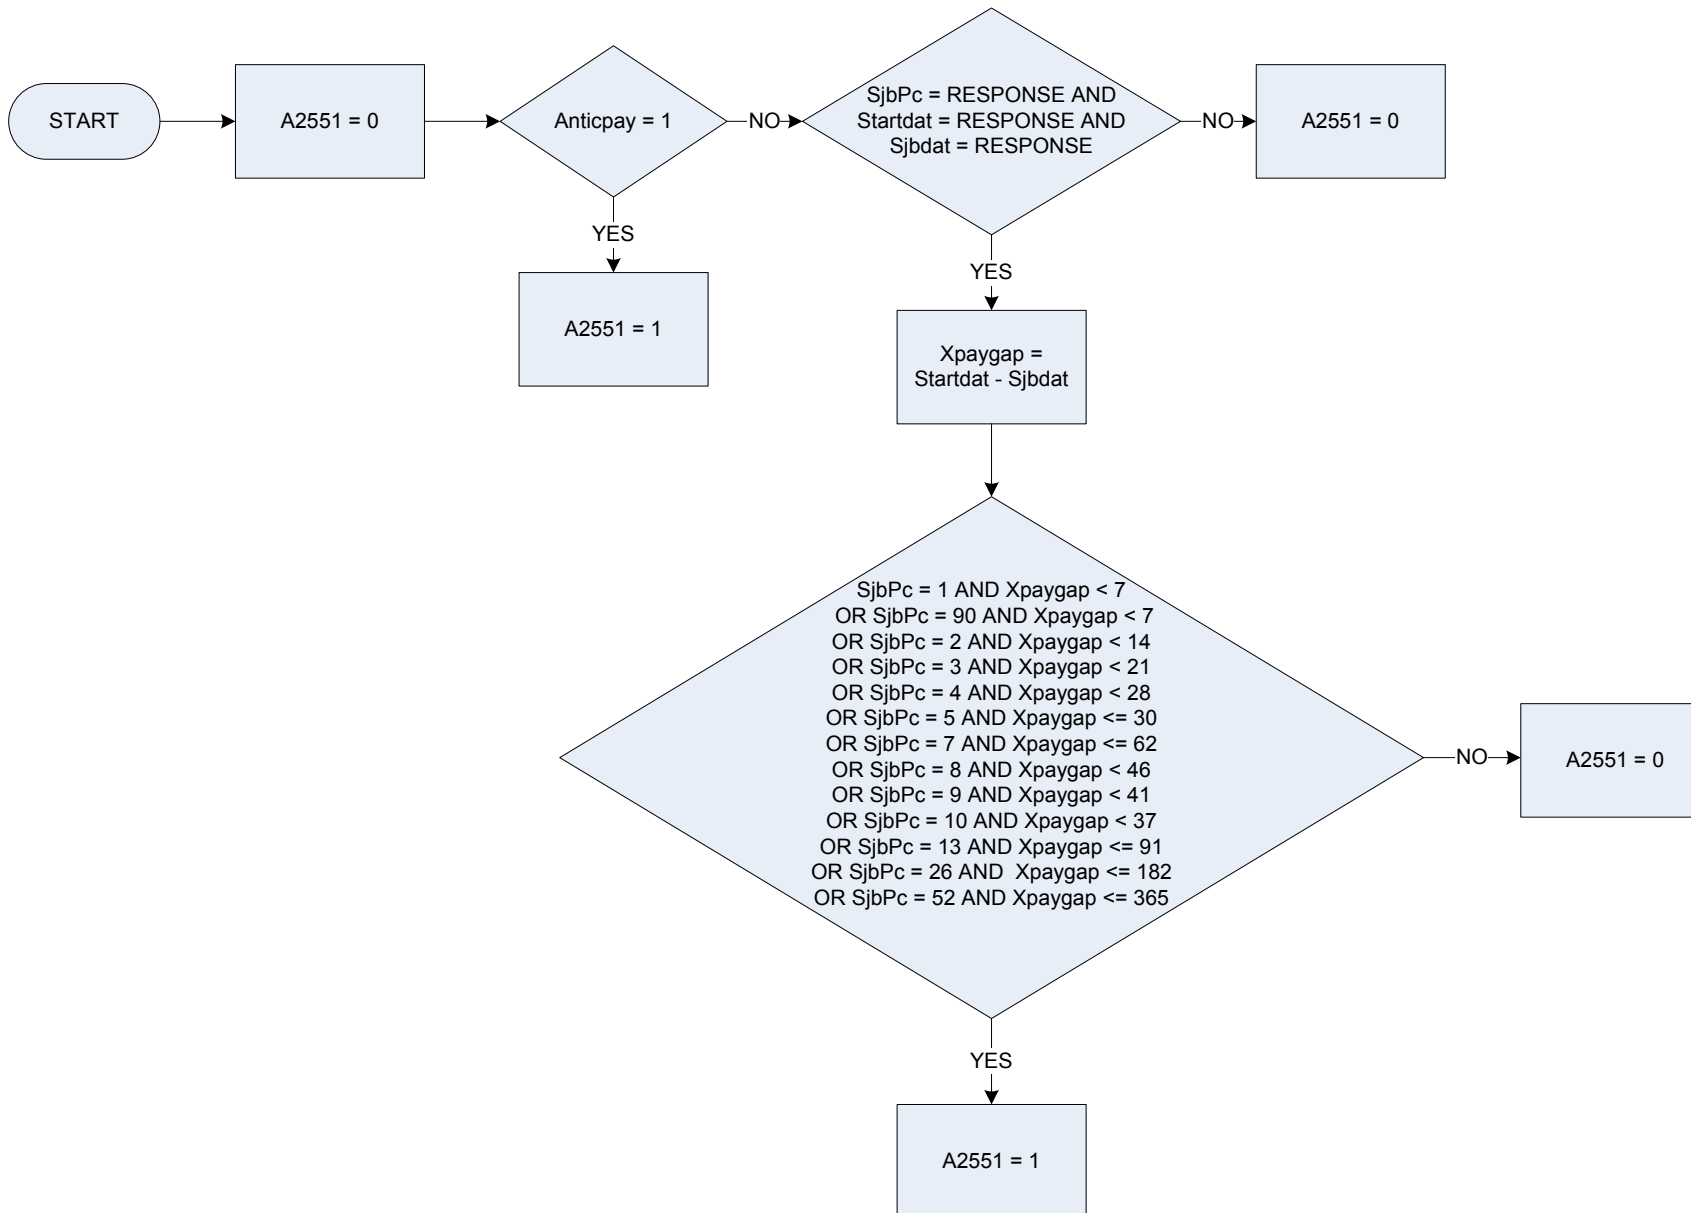 START
A2551 = 0
Anticpay = 1
NO
SjbPc = RESPONSE AND
Startdat = RESPONSE AND
Sjbdat = RESPONSE
NO
A2551 = 0
YES
A2551 = 1
YES
Xpaygap =
Startdat - Sjbdat
SjbPc = 1 AND Xpaygap < 7
OR SjbPc = 90 AND Xpaygap < 7
OR SjbPc = 2 AND Xpaygap < 14
OR SjbPc = 3 AND Xpaygap < 21
OR SjbPc = 4 AND Xpaygap < 28
OR SjbPc = 5 AND Xpaygap <= 30
OR SjbPc = 7 AND Xpaygap <= 62
OR SjbPc = 8 AND Xpaygap < 46
OR SjbPc = 9 AND Xpaygap < 41
OR SjbPc = 10 AND Xpaygap < 37
OR SjbPc = 13 AND Xpaygap <= 91
OR SjbPc = 26 AND  Xpaygap <= 182
OR SjbPc = 52 AND Xpaygap <= 365
NO
A2551 = 0
YES
A2551 = 1